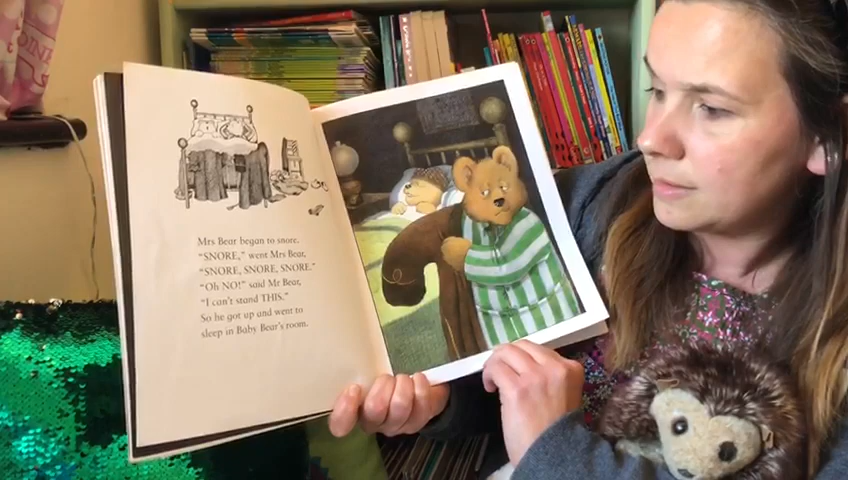 Mrs Bear began to snore.
"SNORE," went Mrs Bear,
"SNORE, SNORE, SNORE."
"Oh NO!" said Mr Bear,
"I can't stand THIS."
So he got up and went to
sleep in Baby Bear's room.